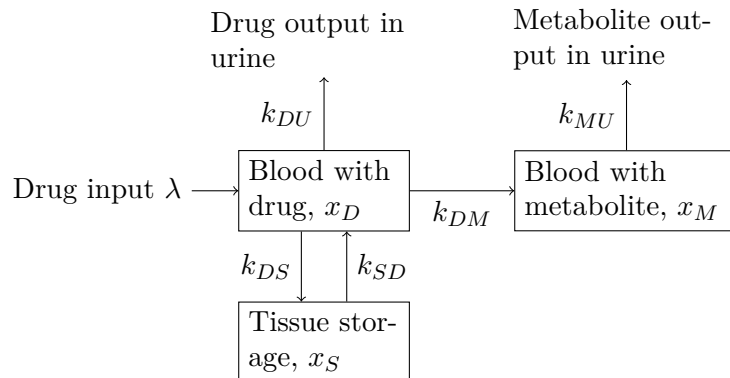 Drug output in
urine
Metabolite out-
put in urine
k_{DU}
k_{MU}
Drug input λ
Blood with
drug, x_D
k_{DM}
Blood with
metabolite, x_M
k_{DS}
k_{SD}
Tissue stor-
age, x_S